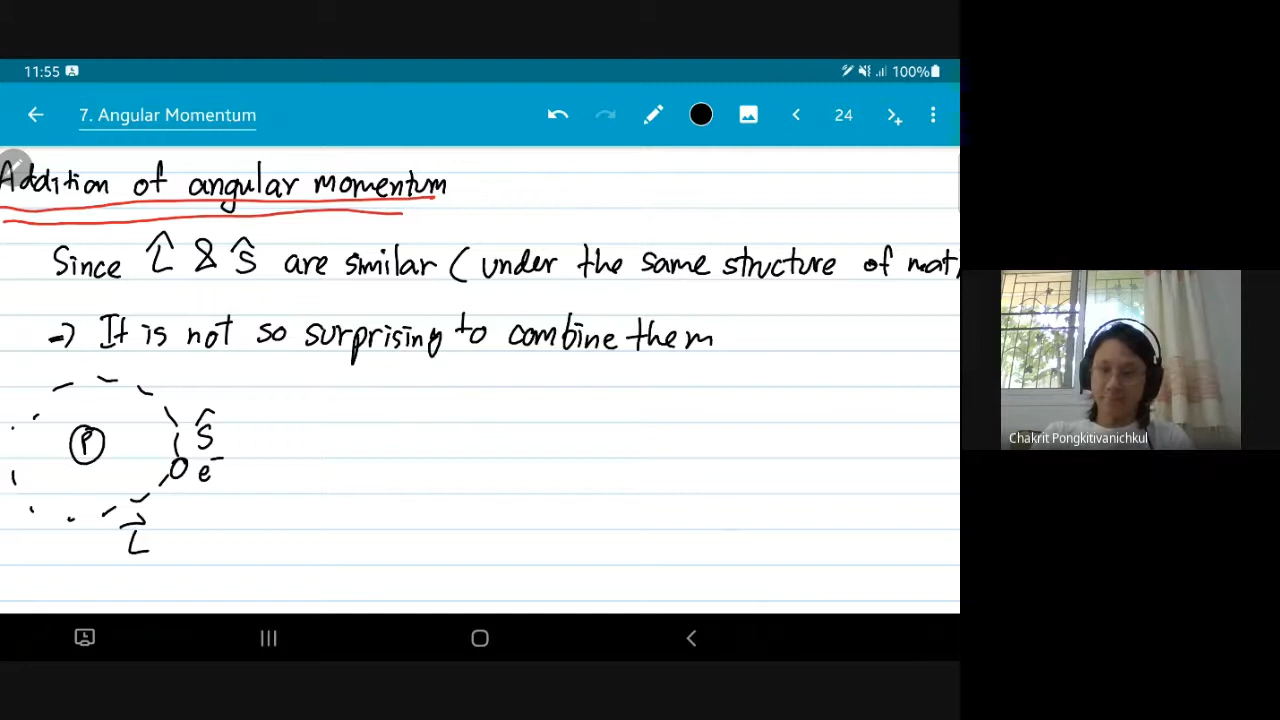 11:55 100%
7. Angular Momentum 24
Addition of angular momentum
Since L̂ & Ŝ are similar (under the same structure of mat
=> It is not so surprising to combine them
P Ŝ
e⁻
L⃗
Chakrit Pongkitivanichkul